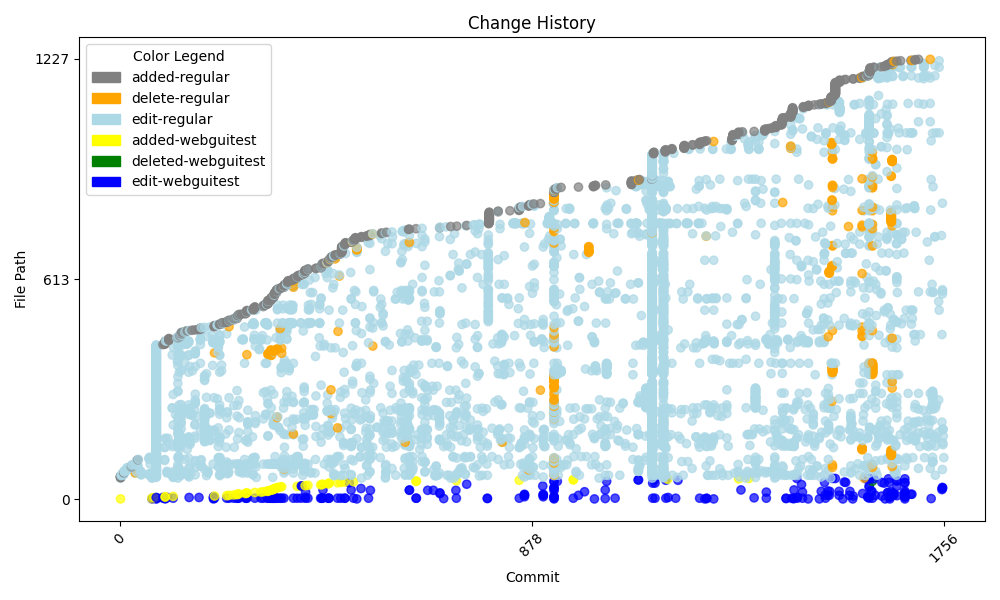 Change History
Color Legend
added-regular
delete-regular
edit-regular
added-webguitest
deleted-webguitest
edit-webguitest
File Path
1227
613
0
0
878
1756
Commit